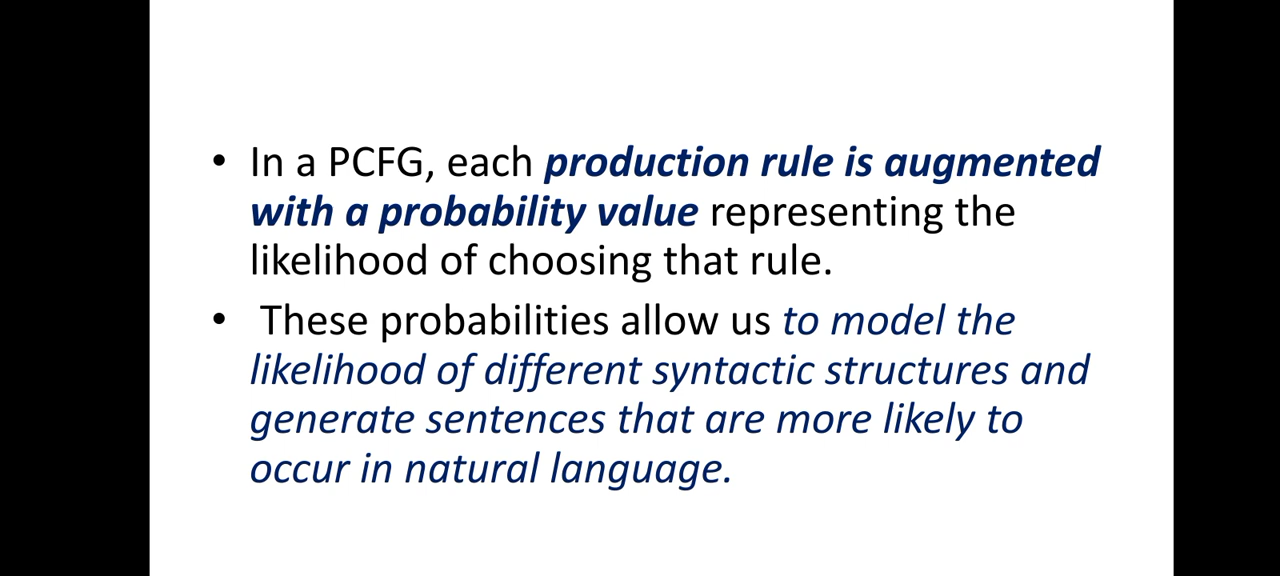 • In a PCFG, each production rule is augmented
with a probability value representing the
likelihood of choosing that rule.
• These probabilities allow us to model the
likelihood of different syntactic structures and
generate sentences that are more likely to
occur in natural language.